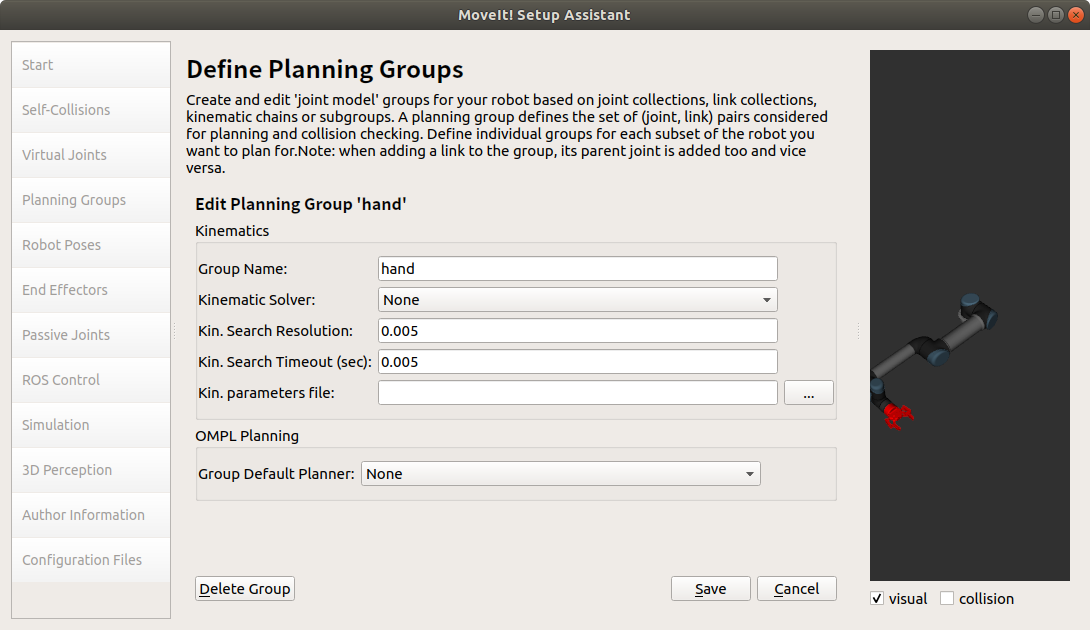 MoveIt! Setup Assistant
Start
Self-Collisions
Virtual Joints
Planning Groups
Robot Poses
End Effectors
Passive Joints
ROS Control
Simulation
3D Perception
Author Information
Configuration Files
Define Planning Groups
Create and edit 'joint model' groups for your robot based on joint collections, link collections,
kinematic chains or subgroups. A planning group defines the set of (joint, link) pairs considered
for planning and collision checking. Define individual groups for each subset of the robot you
want to plan for.Note: when adding a link to the group, its parent joint is added too and vice
versa.
Edit Planning Group 'hand'
Kinematics
Group Name: hand
Kinematic Solver: None
Kin. Search Resolution: 0.005
Kin. Search Timeout (sec): 0.005
Kin. parameters file: ...
OMPL Planning
Group Default Planner: None
Delete Group Save Cancel
visual collision